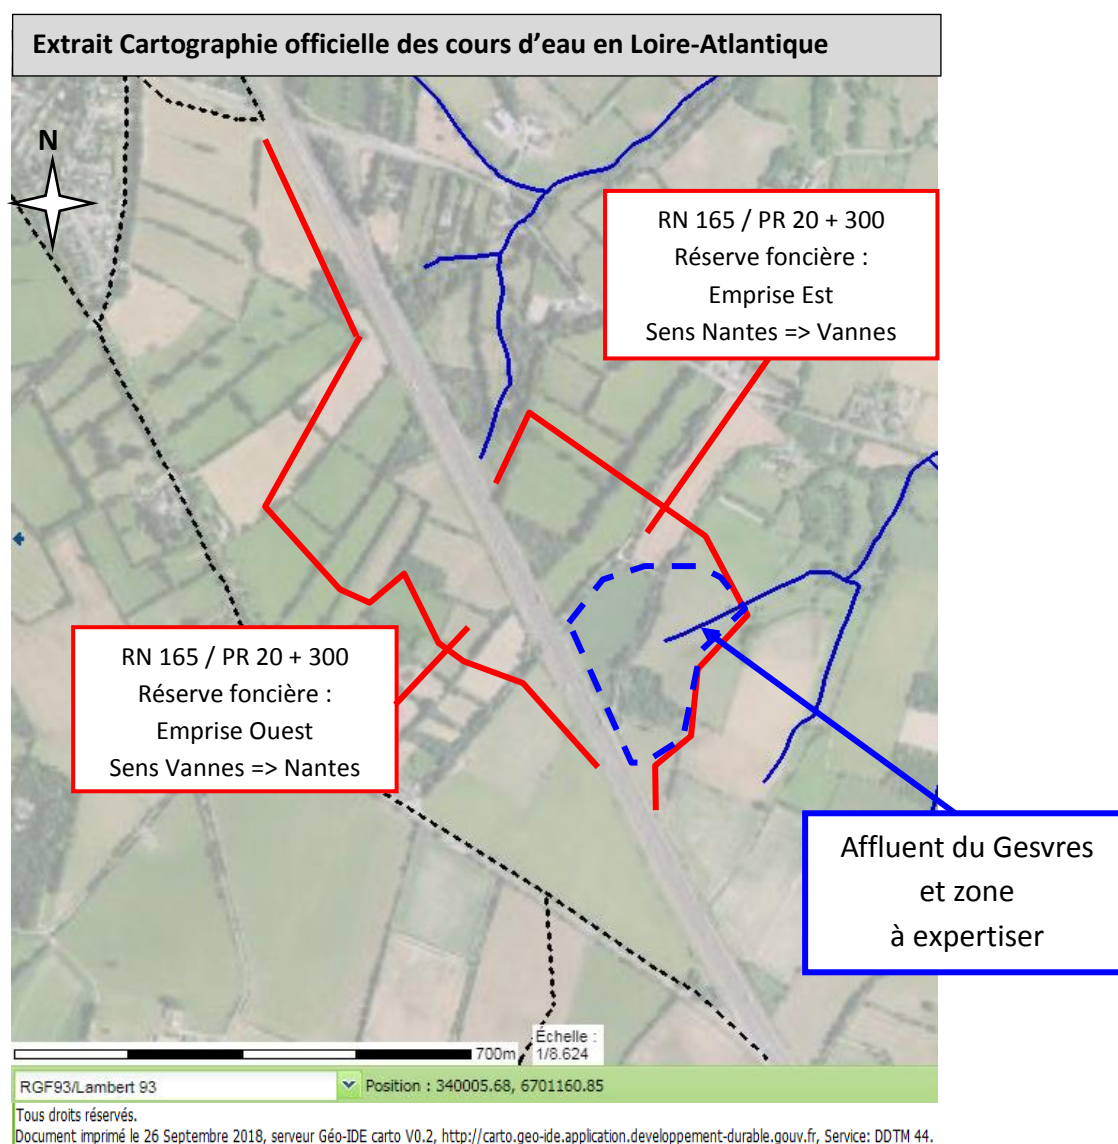 Extrait Cartographie officielle des cours d’eau en Loire-Atlantique
N
RN 165 / PR 20 + 300
Réserve foncière :
Emprise Est
Sens Nantes => Vannes
RN 165 / PR 20 + 300
Réserve foncière :
Emprise Ouest
Sens Vannes => Nantes
Affluent du Gesvres
et zone
à expertiser
700m
Échelle :
1/8.624
RGF93/Lambert 93
Position : 340005.68, 6701160.85
Tous droits réservés.
Document imprimé le 26 Septembre 2018, serveur Géo-IDE carto V0.2, http://carto.geo-ide.application.developpement-durable.gouv.fr, Service: DDTM 44.